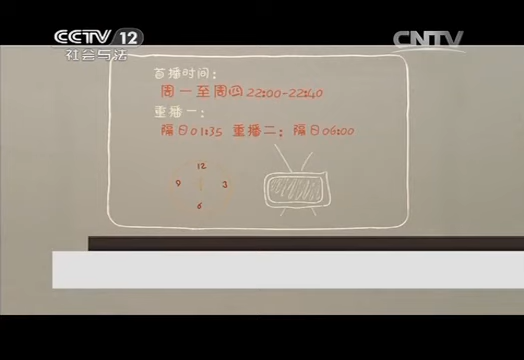 CCTV 12
社会与法
CNTV
首播时间:
周一至周四 22:00-22:40
重播一:
隔日01:35 重播二: 隔日06:00
12
9 3
6